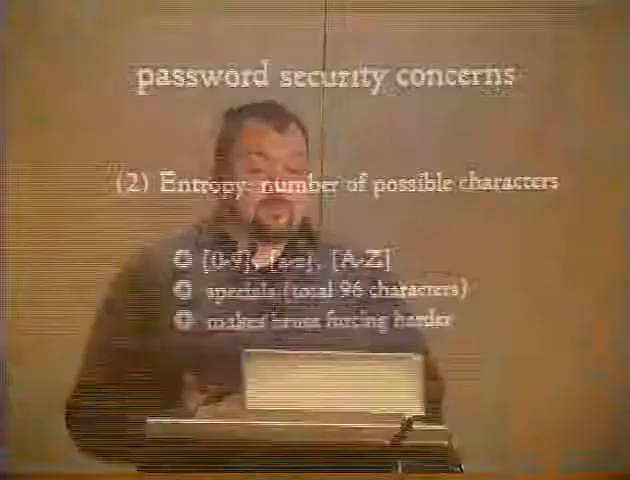 password security concerns
(2) Entropy: number of possible characters
[0-9], [a-z], [A-Z]
specials (total 96 characters)
makes brute forcing harder